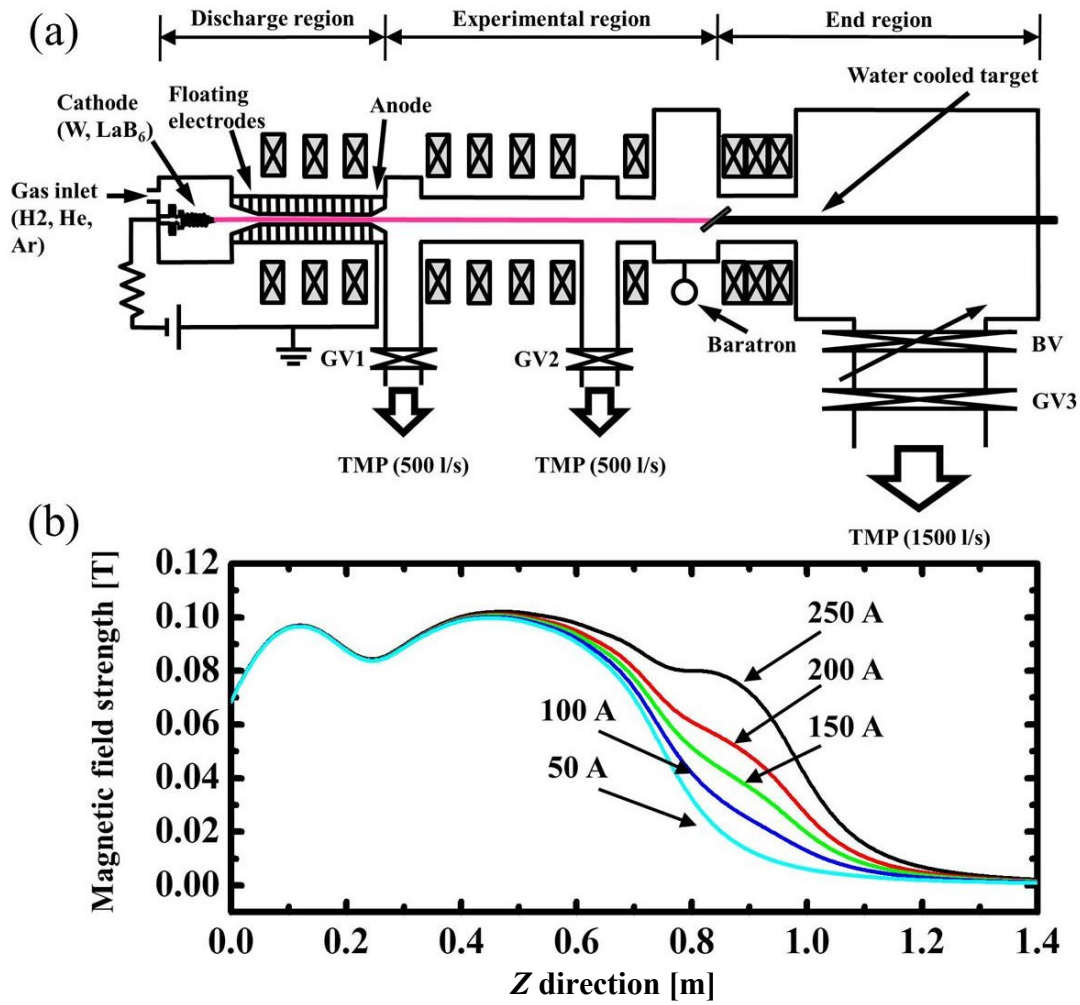 (a)
Discharge region
Experimental region
End region
Water cooled target
Cathode
(W, LaB₆)
Floating
electrodes
Anode
Gas inlet
(H2, He,
Ar)
Baratron
GV1
GV2
BV
GV3
TMP (500 l/s)
TMP (500 l/s)
TMP (1500 l/s)
(b)
Magnetic field strength [T]
0.12
0.10
0.08
0.06
0.04
0.02
0.00
250 A
200 A
150 A
100 A
50 A
0.0
0.2
0.4
0.6
0.8
1.0
1.2
1.4
Z direction [m]